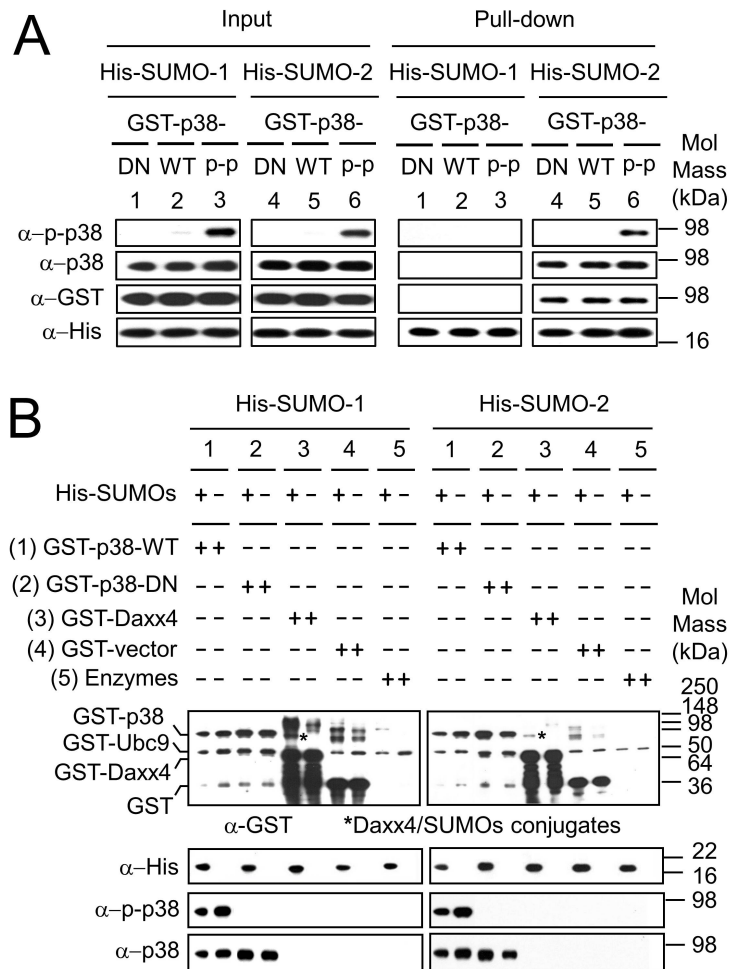 A
Input Pull-down
His-SUMO-1 His-SUMO-2 His-SUMO-1 His-SUMO-2
GST-p38- GST-p38- GST-p38- GST-p38-
Mol
Mass
(kDa)
DN WT p-p DN WT p-p DN WT p-p DN WT p-p
1 2 3 4 5 6 1 2 3 4 5 6
α–p-p38 98
α–p38 98
α–GST 98
α–His 16
B
His-SUMO-1 His-SUMO-2
1 2 3 4 5 1 2 3 4 5
His-SUMOs + - + - + - + - + - + - + - + - + - + -
(1) GST-p38-WT ++ -- -- -- -- ++ -- -- -- --
(2) GST-p38-DN -- ++ -- -- -- -- ++ -- -- --
(3) GST-Daxx4 -- -- ++ -- -- -- -- ++ -- --
(4) GST-vector -- -- -- ++ -- -- -- -- ++ --
(5) Enzymes -- -- -- -- ++ -- -- -- -- ++
Mol
Mass
(kDa)
250
148
98
50
64
36
GST-p38
GST-Ubc9
GST-Daxx4
GST
* *
α-GST *Daxx4/SUMOs conjugates
α–His 22
16
α–p-p38 98
α–p38 98